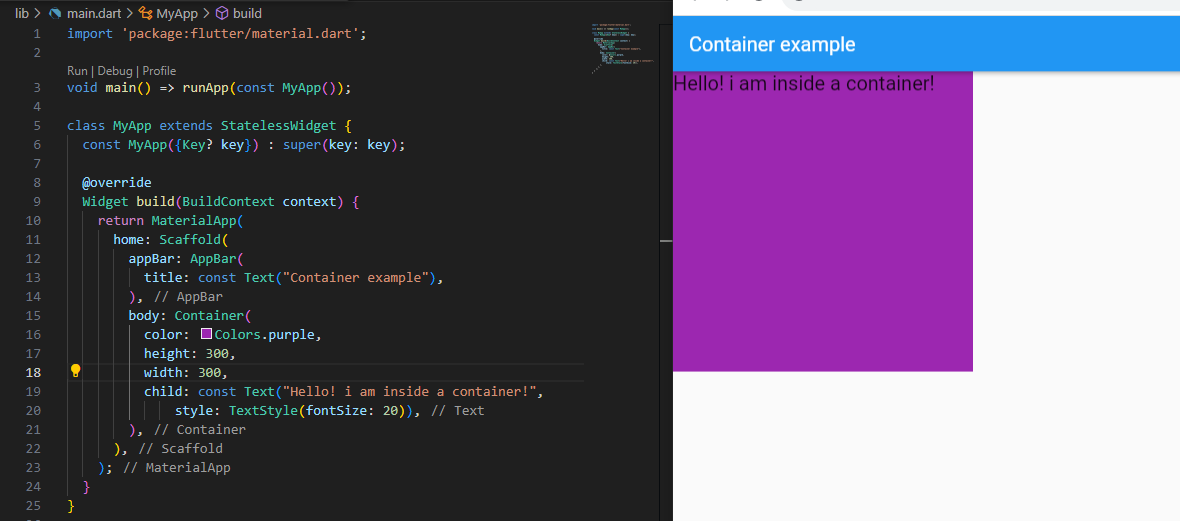 lib > main.dart > MyApp > build
1 import 'package:flutter/material.dart';
2
Run | Debug | Profile
3 void main() => runApp(const MyApp());
4
5 class MyApp extends StatelessWidget {
6   const MyApp({Key? key}) : super(key: key);
7
8   @override
9   Widget build(BuildContext context) {
10     return MaterialApp(
11       home: Scaffold(
12         appBar: AppBar(
13           title: const Text("Container example"),
14         ), // AppBar
15         body: Container(
16           color: Colors.purple,
17           height: 300,
18           width: 300,
19           child: const Text("Hello! i am inside a container!",
20               style: TextStyle(fontSize: 20)), // Text
21         ), // Container
22       ), // Scaffold
23     ); // MaterialApp
24   }
25 }
Container example
Hello! i am inside a container!